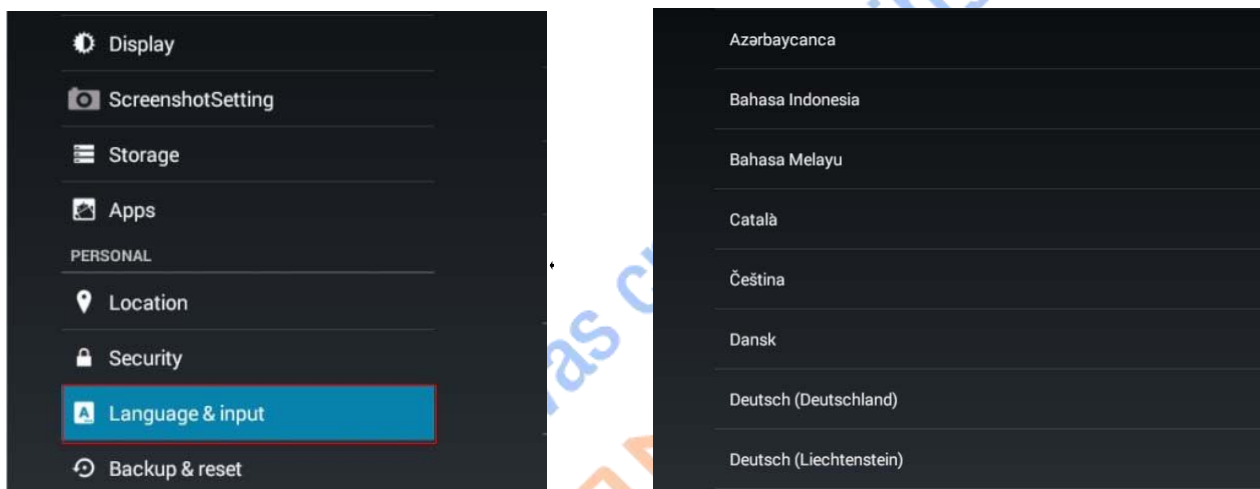 Display
ScreenshotSetting
Storage
Apps
PERSONAL
Location
Security
Language & input
Backup & reset
Azərbaycanca
Bahasa Indonesia
Bahasa Melayu
Català
Čeština
Dansk
Deutsch (Deutschland)
Deutsch (Liechtenstein)